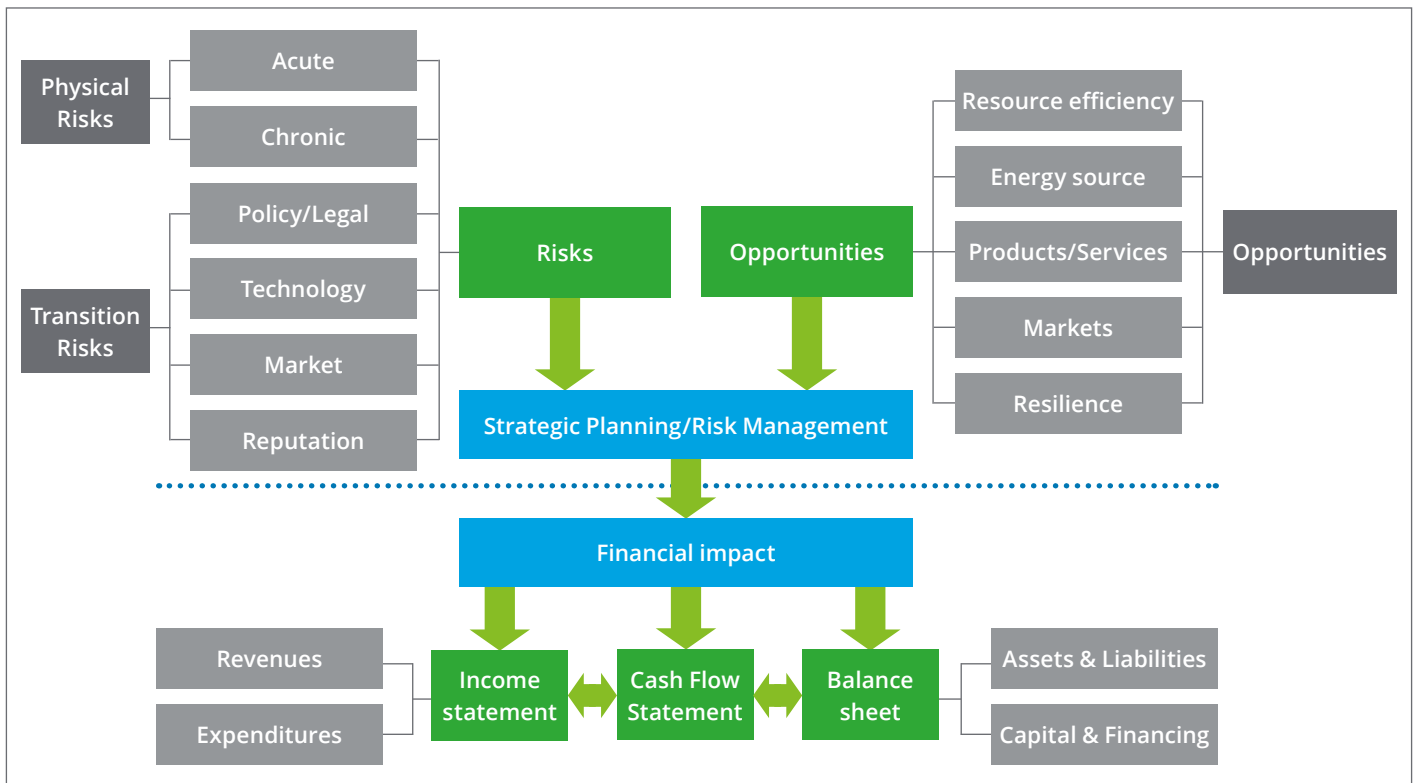 Physical
Risks
Acute
Chronic
Transition
Risks
Policy/Legal
Technology
Market
Reputation
Risks
Opportunities
Resource efficiency
Energy source
Products/Services
Markets
Resilience
Opportunities
Strategic Planning/Risk Management
Financial impact
Revenues
Expenditures
Income
statement
Cash Flow
Statement
Balance
sheet
Assets & Liabilities
Capital & Financing